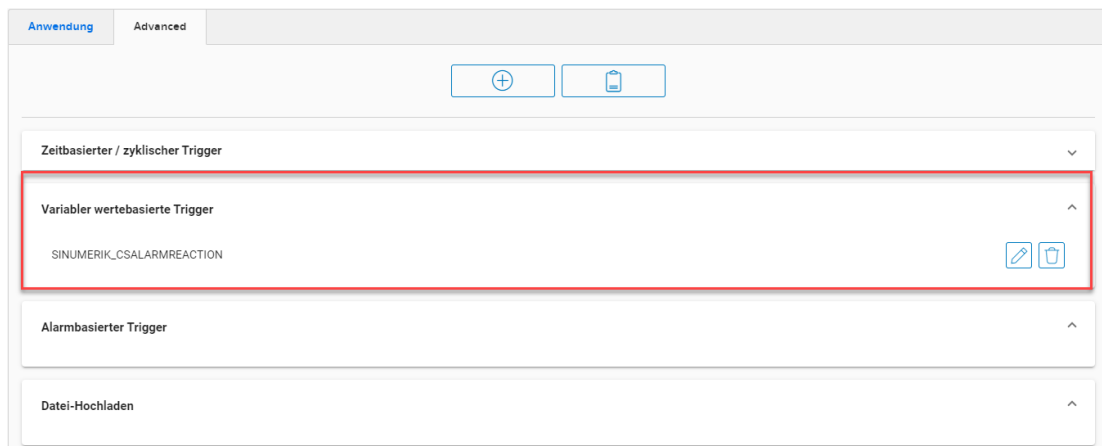 Anwendung Advanced
Zeitbasierter / zyklischer Trigger
Variabler wertebasierte Trigger
SINUMERIK_CSALARMREACTION
Alarmbasierter Trigger
Datei-Hochladen